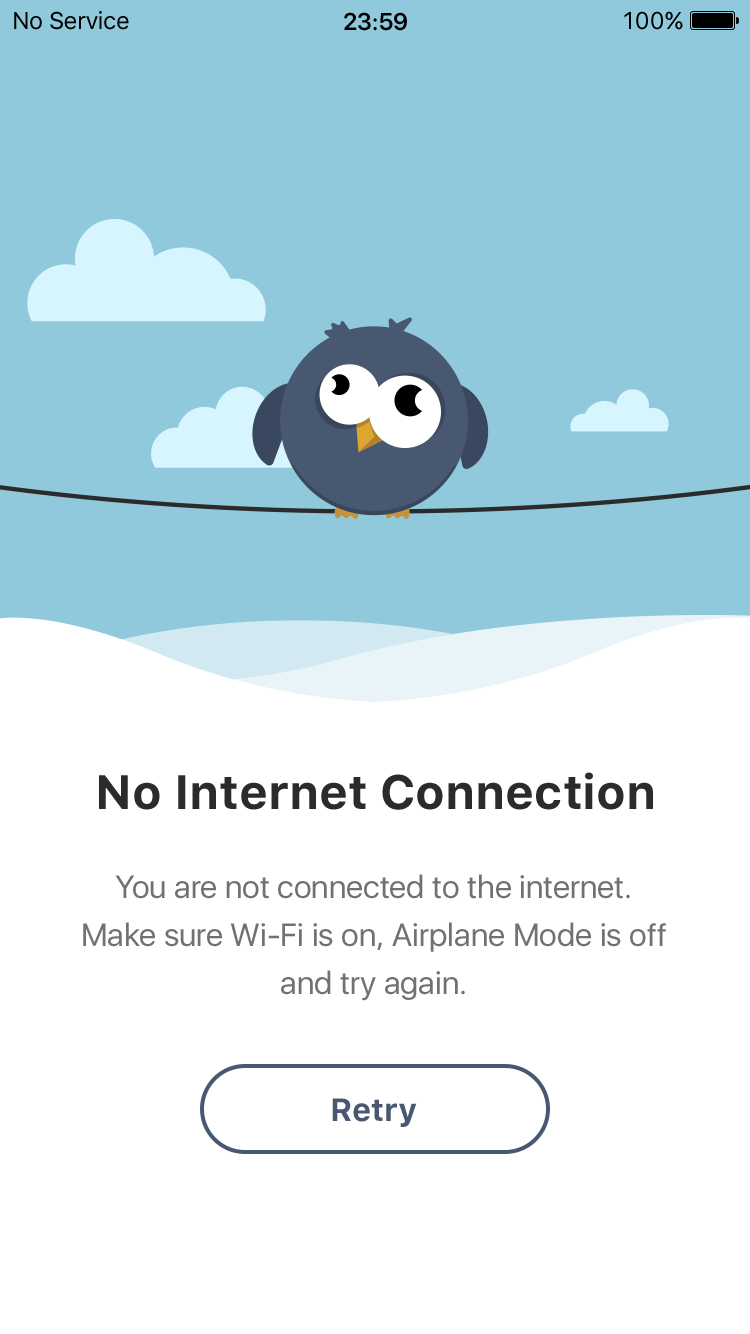 No Service 23:59 100%
No Internet Connection
You are not connected to the internet.
Make sure Wi-Fi is on, Airplane Mode is off
and try again.
Retry